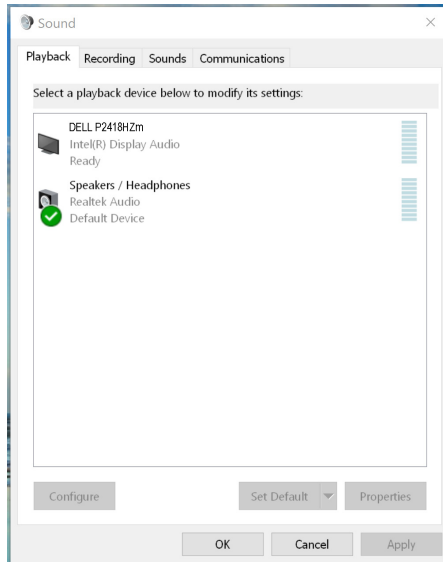 Sound
Playback Recording Sounds Communications
Select a playback device below to modify its settings:
DELL P2418HZm
Intel(R) Display Audio
Ready
Speakers / Headphones
Realtek Audio
Default Device
Configure Set Default Properties
OK Cancel Apply